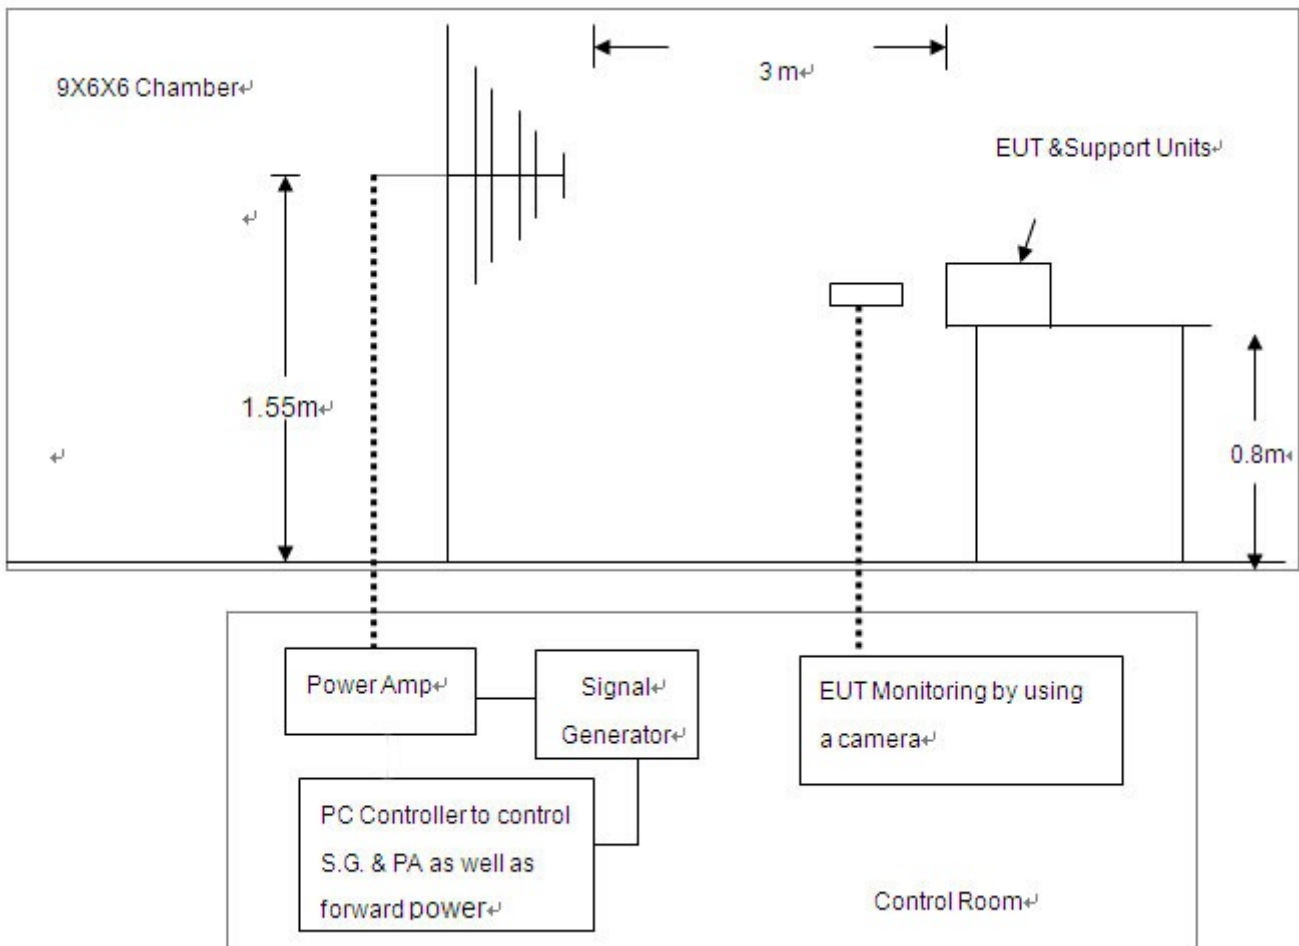 3 m↵
9X6X6 Chamber↵
EUT &Support Units↵
↵
1.55m↵
↵
0.8m
Power Amp↵
Signal↵
Generator↵
EUT Monitoring by using
a camera↵
PC Controller to control
S.G. & PA as well as
forward power↵
Control Room↵